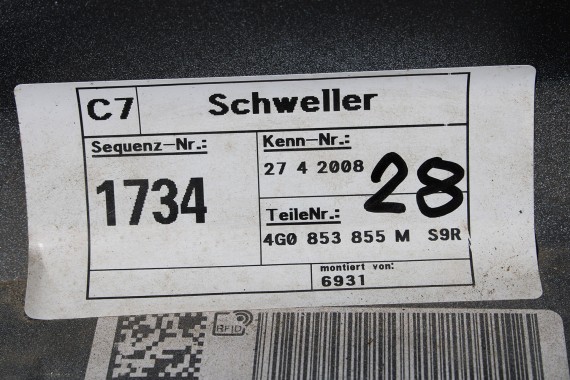 C7 Schweller
Sequenz-Nr.:
1734
Kenn-Nr.:
27 4 2008
28
TeileNr.:
4G0 853 855 M S9R
montiert von:
6931
RFID